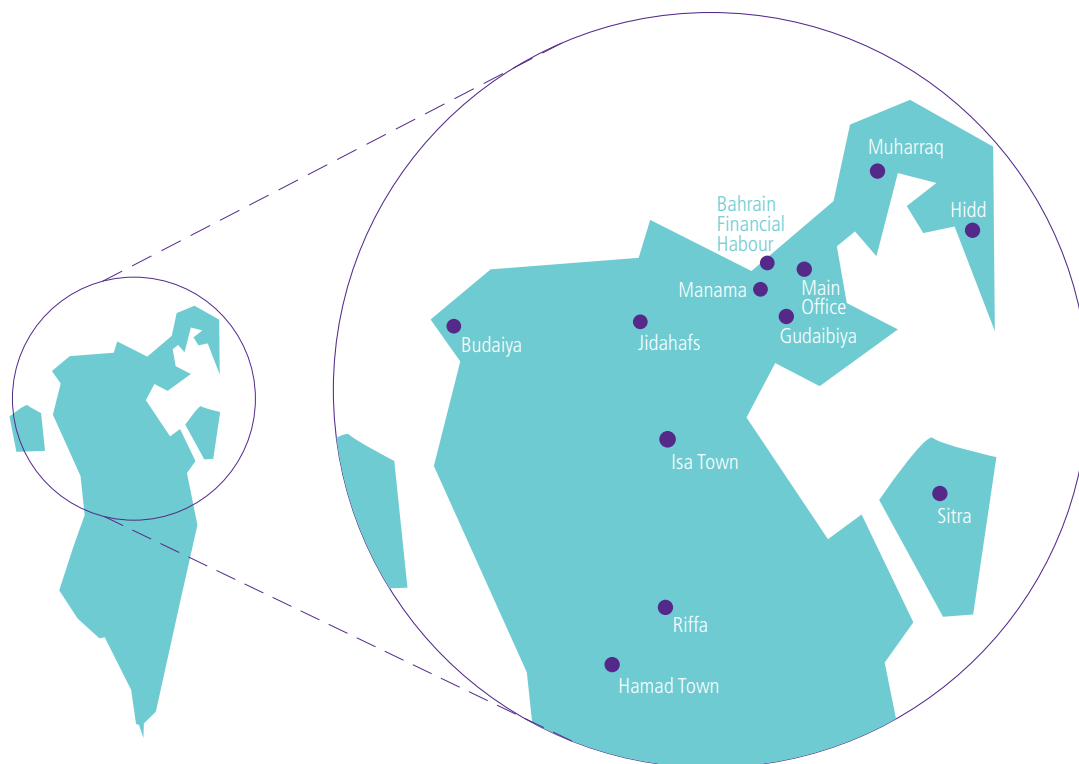 Muharraq
Hidd
Bahrain
Financial
Habour
Manama
Main
Office
Gudaibiya
Budaiya
Jidahafs
Isa Town
Sitra
Riffa
Hamad Town